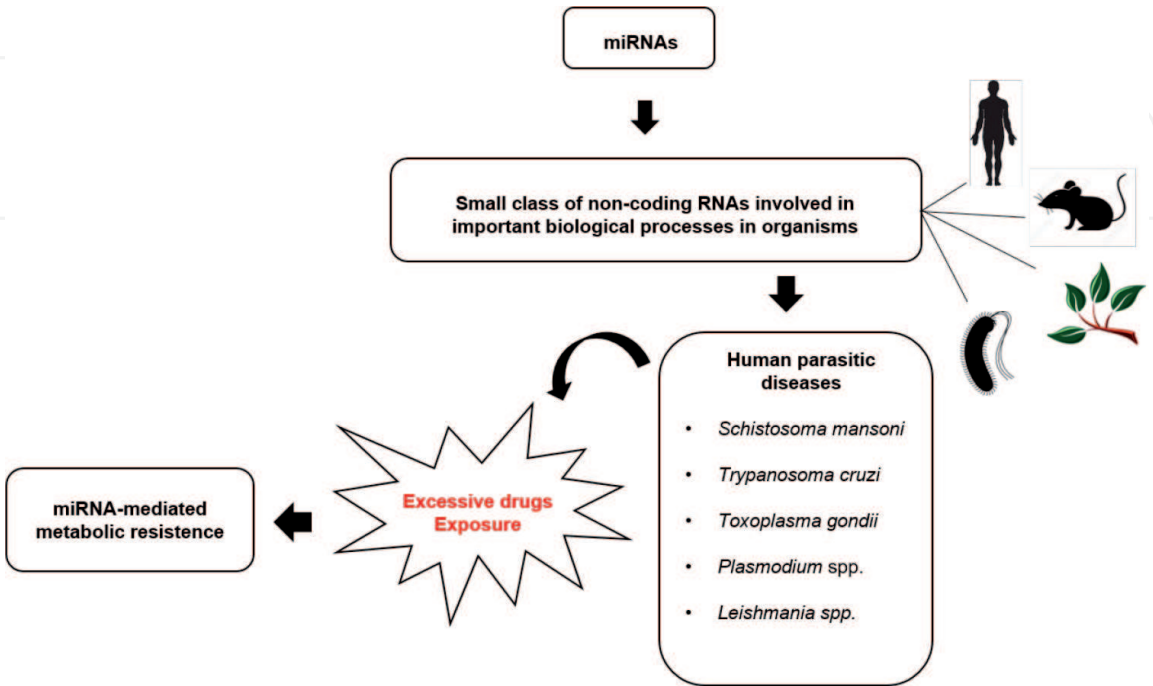 miRNAs
Small class of non-coding RNAs involved in
important biological processes in organisms
Human parasitic
diseases
• Schistosoma mansoni
• Trypanosoma cruzi
• Toxoplasma gondii
• Plasmodium spp.
• Leishmania spp.
Excessive drugs
Exposure
miRNA-mediated
metabolic resistence